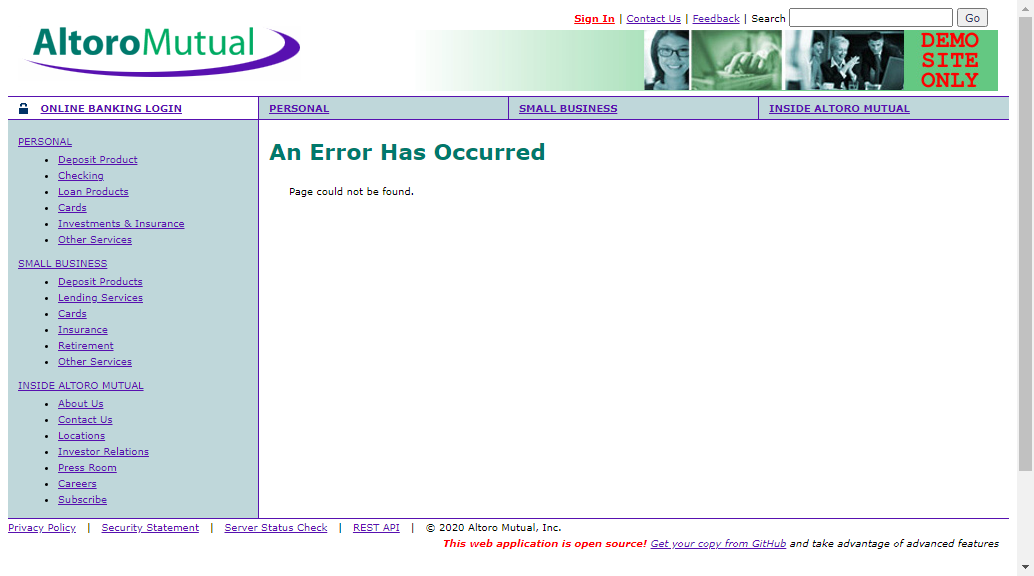 Sign In | Contact Us | Feedback | Search Go
AltoroMutual
DEMO
SITE
ONLY
ONLINE BANKING LOGIN
PERSONAL
SMALL BUSINESS
INSIDE ALTORO MUTUAL
PERSONAL
Deposit Product
Checking
Loan Products
Cards
Investments & Insurance
Other Services
SMALL BUSINESS
Deposit Products
Lending Services
Cards
Insurance
Retirement
Other Services
INSIDE ALTORO MUTUAL
About Us
Contact Us
Locations
Investor Relations
Press Room
Careers
Subscribe
An Error Has Occurred
Page could not be found.
Privacy Policy | Security Statement | Server Status Check | REST API | © 2020 Altoro Mutual, Inc.
This web application is open source! Get your copy from GitHub and take advantage of advanced features